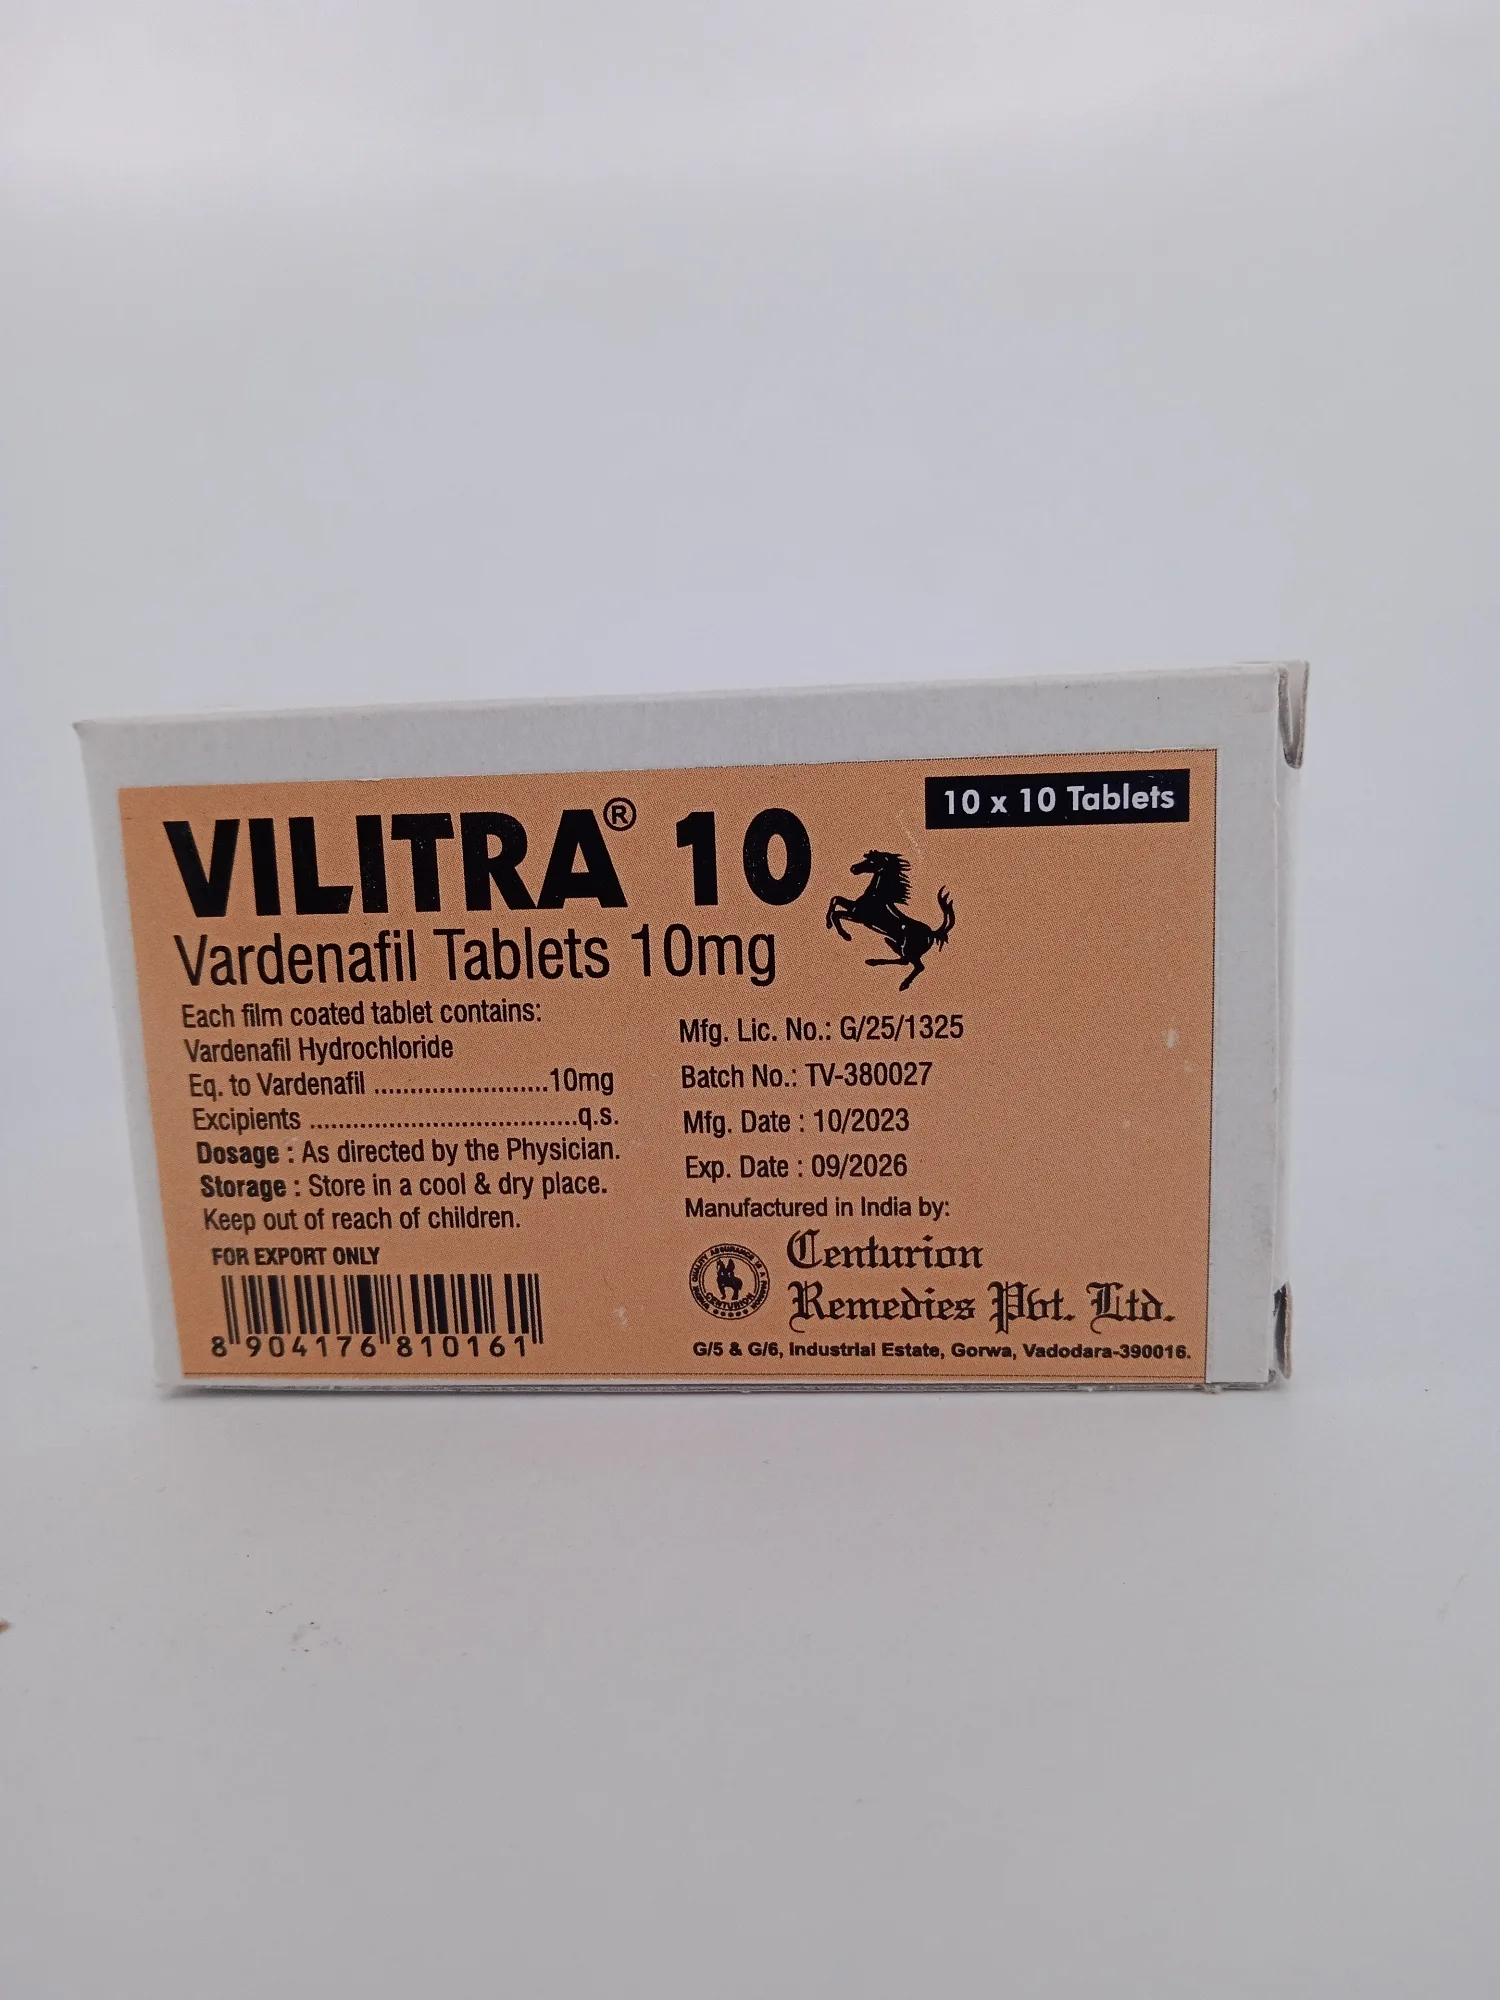 10 x 10 Tablets
VILITRA® 10
Vardenafil Tablets 10mg
Each film coated tablet contains:
Vardenafil Hydrochloride
Eq. to Vardenafil ........................10mg
Excipients .....................................q.s.
Dosage : As directed by the Physician.
Storage : Store in a cool & dry place.
Keep out of reach of children.
FOR EXPORT ONLY
8 904176 810161
Mfg. Lic. No.: G/25/1325
Batch No.: TV-380027
Mfg. Date : 10/2023
Exp. Date : 09/2026
Manufactured in India by:
QUALITY ASSURANCE IS A
CENTURION
Centurion
Remedies Pvt. Ltd.
G/5 & G/6, Industrial Estate, Gorwa, Vadodara-390016.